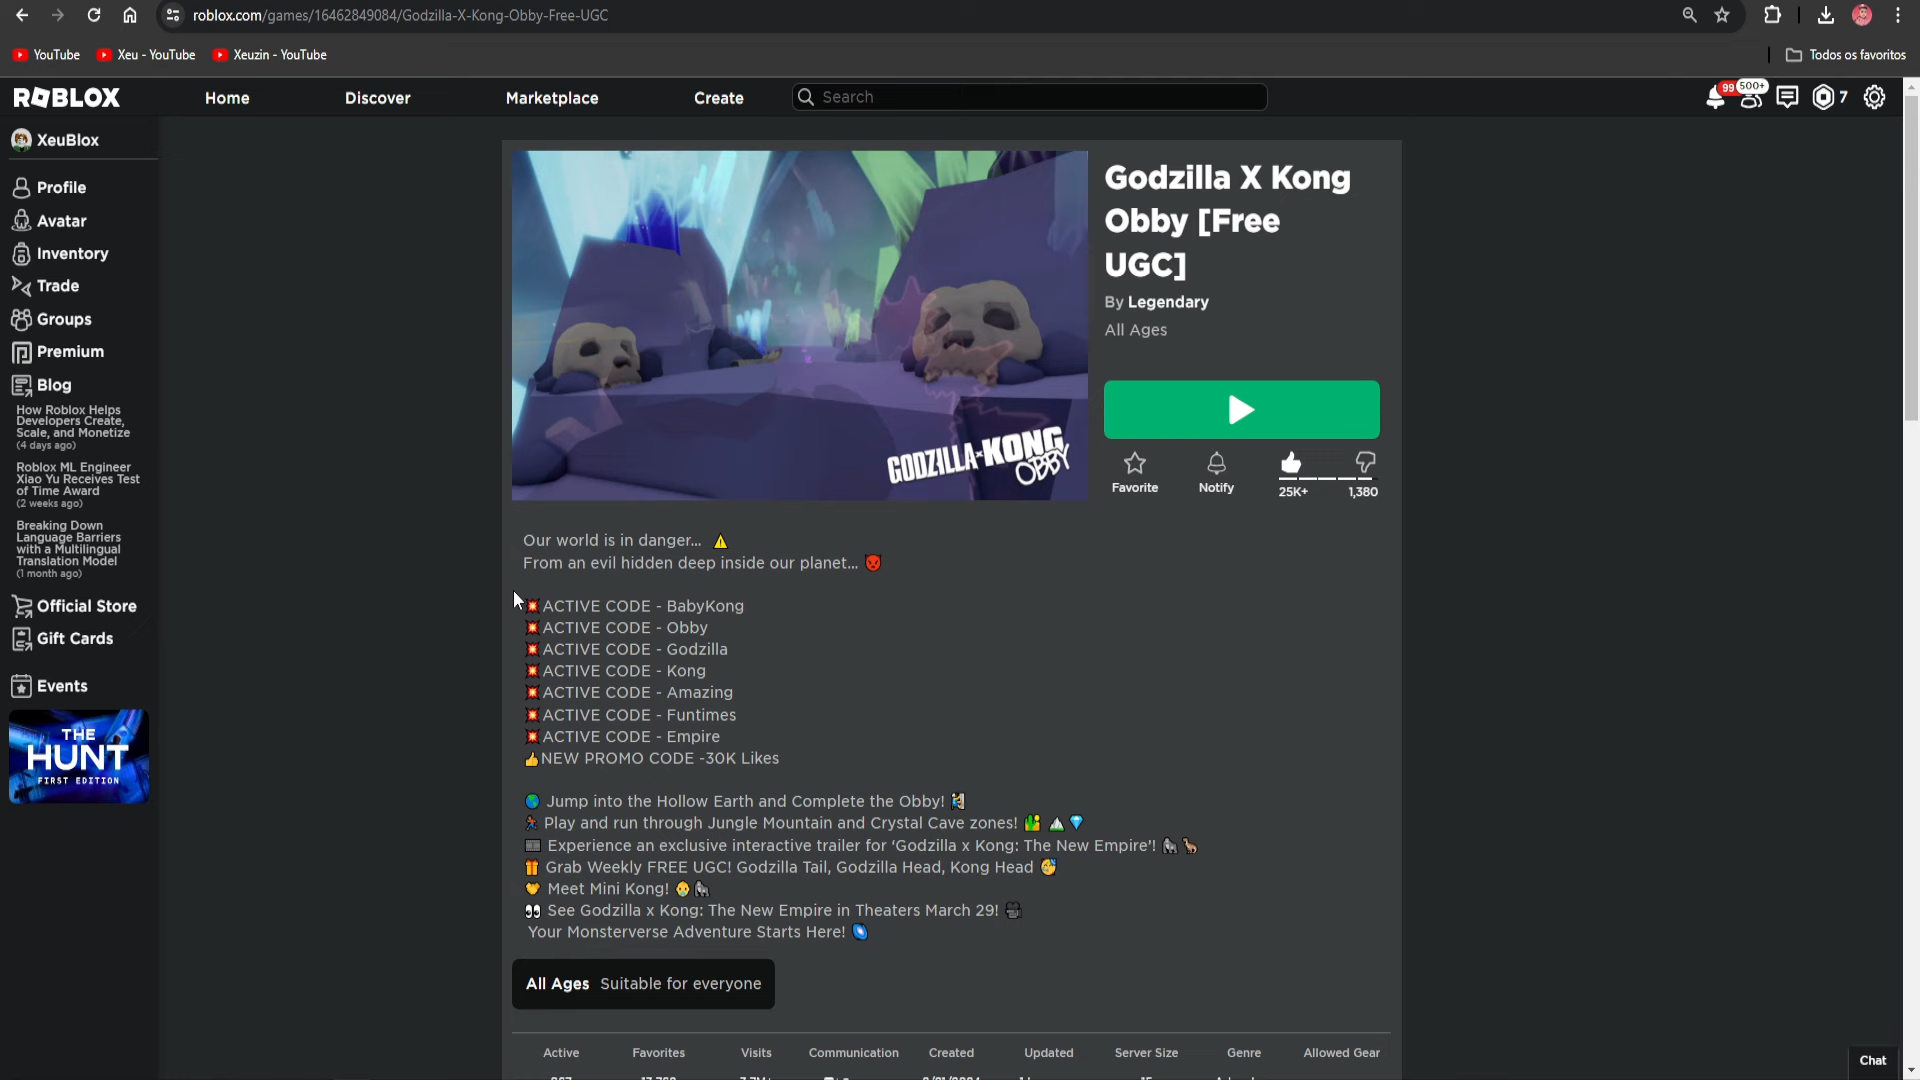 roblox.com/games/16462849084/Godzilla-X-Kong-Obby-Free-UGC
YouTube
Xeu - YouTube
Xeuzin - YouTube
Todos os favoritos
ROBLOX
Home
Discover
Marketplace
Create
Search
99
500+
7
XeuBlox
Profile
Avatar
Inventory
Trade
Groups
Premium
Blog
How Roblox Helps
Developers Create,
Scale, and Monetize
(4 days ago)
Roblox ML Engineer
Xiao Yu Receives Test
of Time Award
(2 weeks ago)
Breaking Down
Language Barriers
with a Multilingual
Translation Model
(1 month ago)
Official Store
Gift Cards
Events
THE
HUNT
FIRST EDITION
GODZILLA X KONG
OBBY
Godzilla X Kong
Obby [Free
UGC]
By Legendary
All Ages
Favorite
Notify
25K+
1,380
Our world is in danger... ⚠
From an evil hidden deep inside our planet... 👿
💥ACTIVE CODE - BabyKong
💥ACTIVE CODE - Obby
💥ACTIVE CODE - Godzilla
💥ACTIVE CODE - Kong
💥ACTIVE CODE - Amazing
💥ACTIVE CODE - Funtimes
💥ACTIVE CODE - Empire
👍NEW PROMO CODE -30K Likes
Jump into the Hollow Earth and Complete the Obby!
Play and run through Jungle Mountain and Crystal Cave zones!
Experience an exclusive interactive trailer for ‘Godzilla x Kong: The New Empire’!
Grab Weekly FREE UGC! Godzilla Tail, Godzilla Head, Kong Head
Meet Mini Kong!
See Godzilla x Kong: The New Empire in Theaters March 29!
Your Monsterverse Adventure Starts Here!
All Ages Suitable for everyone
Active
Favorites
Visits
Communication
Created
Updated
Server Size
Genre
Allowed Gear
Chat